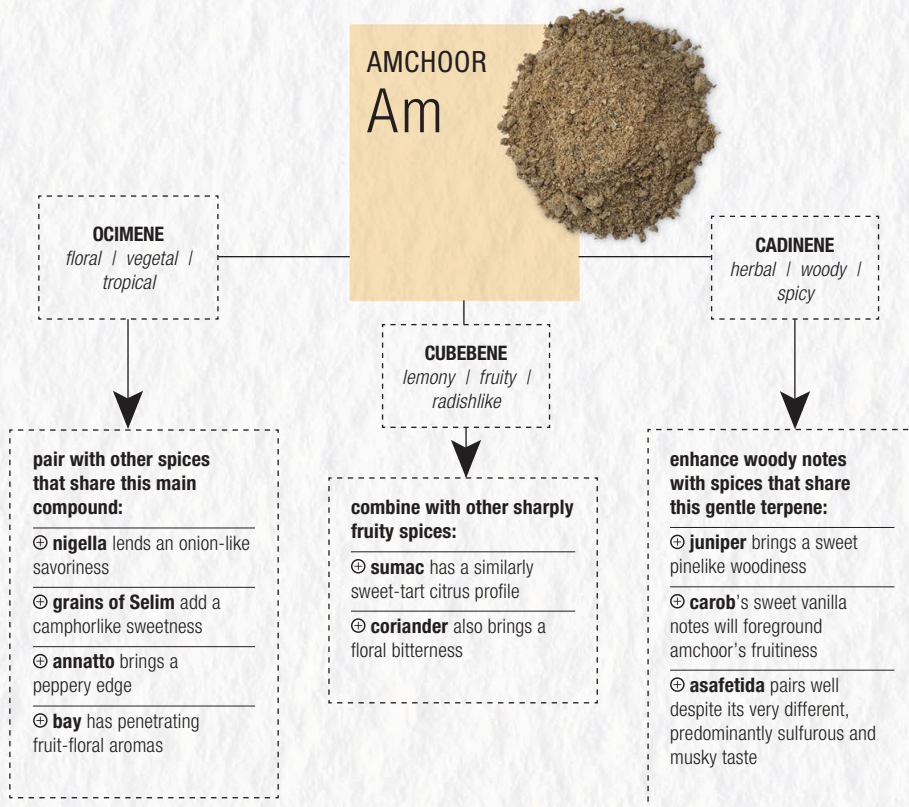 AMCHOOR
Am
OCIMENE
floral | vegetal |
tropical
CUBEBENE
lemony | fruity |
radishlike
CADINENE
herbal | woody |
spicy
pair with other spices
that share this main
compound:
⊕ nigella lends an onion-like
savoriness
⊕ grains of Selim add a
camphorlike sweetness
⊕ annatto brings a
peppery edge
⊕ bay has penetrating
fruit-floral aromas
combine with other sharply
fruity spices:
⊕ sumac has a similarly
sweet-tart citrus profile
⊕ coriander also brings a
floral bitterness
enhance woody notes
with spices that share
this gentle terpene:
⊕ juniper brings a sweet
pinelike woodiness
⊕ carob's sweet vanilla
notes will foreground
amchoor's fruitiness
⊕ asafetida pairs well
despite its very different,
predominantly sulfurous and
musky taste